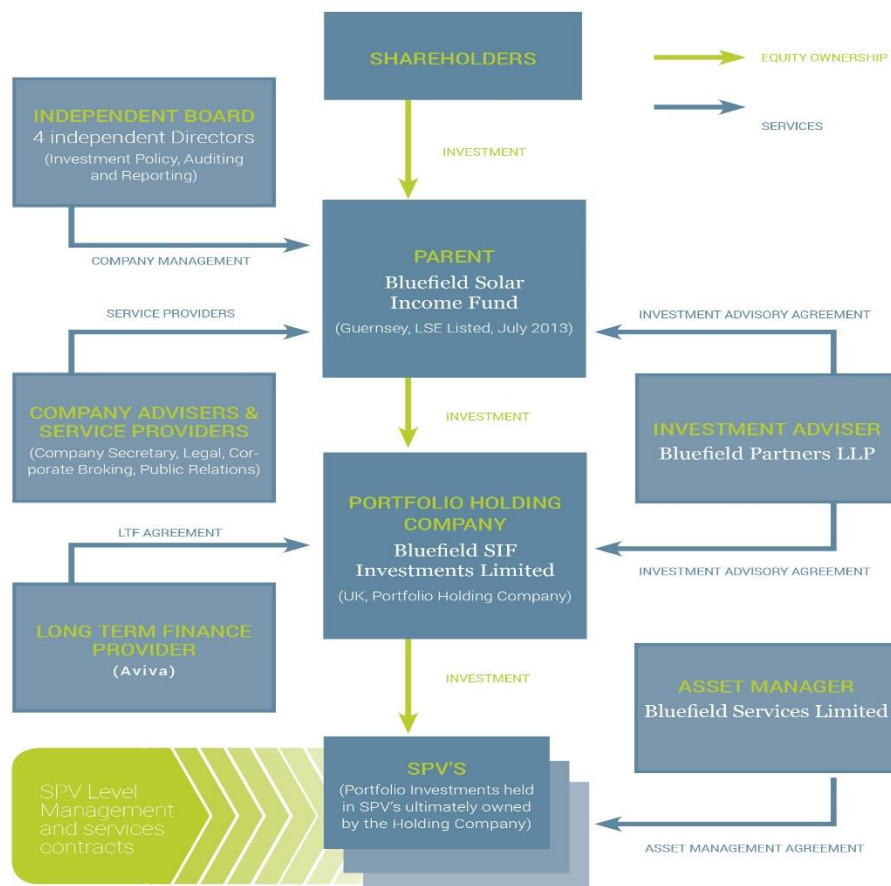 SHAREHOLDERS
EQUITY OWNERSHIP
SERVICES
INDEPENDENT BOARD
4 independent Directors
(Investment Policy, Auditing
and Reporting)
INVESTMENT
COMPANY MANAGEMENT
PARENT
Bluefield Solar
Income Fund
(Guernsey, LSE Listed, July 2013)
SERVICE PROVIDERS
INVESTMENT ADVISORY AGREEMENT
COMPANY ADVISERS &
SERVICE PROVIDERS
(Company Secretary, Legal, Cor-
porate Broking, Public Relations)
INVESTMENT
INVESTMENT ADVISER
Bluefield Partners LLP
LTF AGREEMENT
PORTFOLIO HOLDING
COMPANY
Bluefield SIF
Investments Limited
(UK, Portfolio Holding Company)
INVESTMENT ADVISORY AGREEMENT
LONG TERM FINANCE
PROVIDER
(Aviva)
INVESTMENT
ASSET MANAGER
Bluefield Services Limited
SPV Level
Management
and services
contracts
SPV'S
(Portfolio Investments held
in SPV's ultimately owned
by the Holding Company)
ASSET MANAGEMENT AGREEMENT